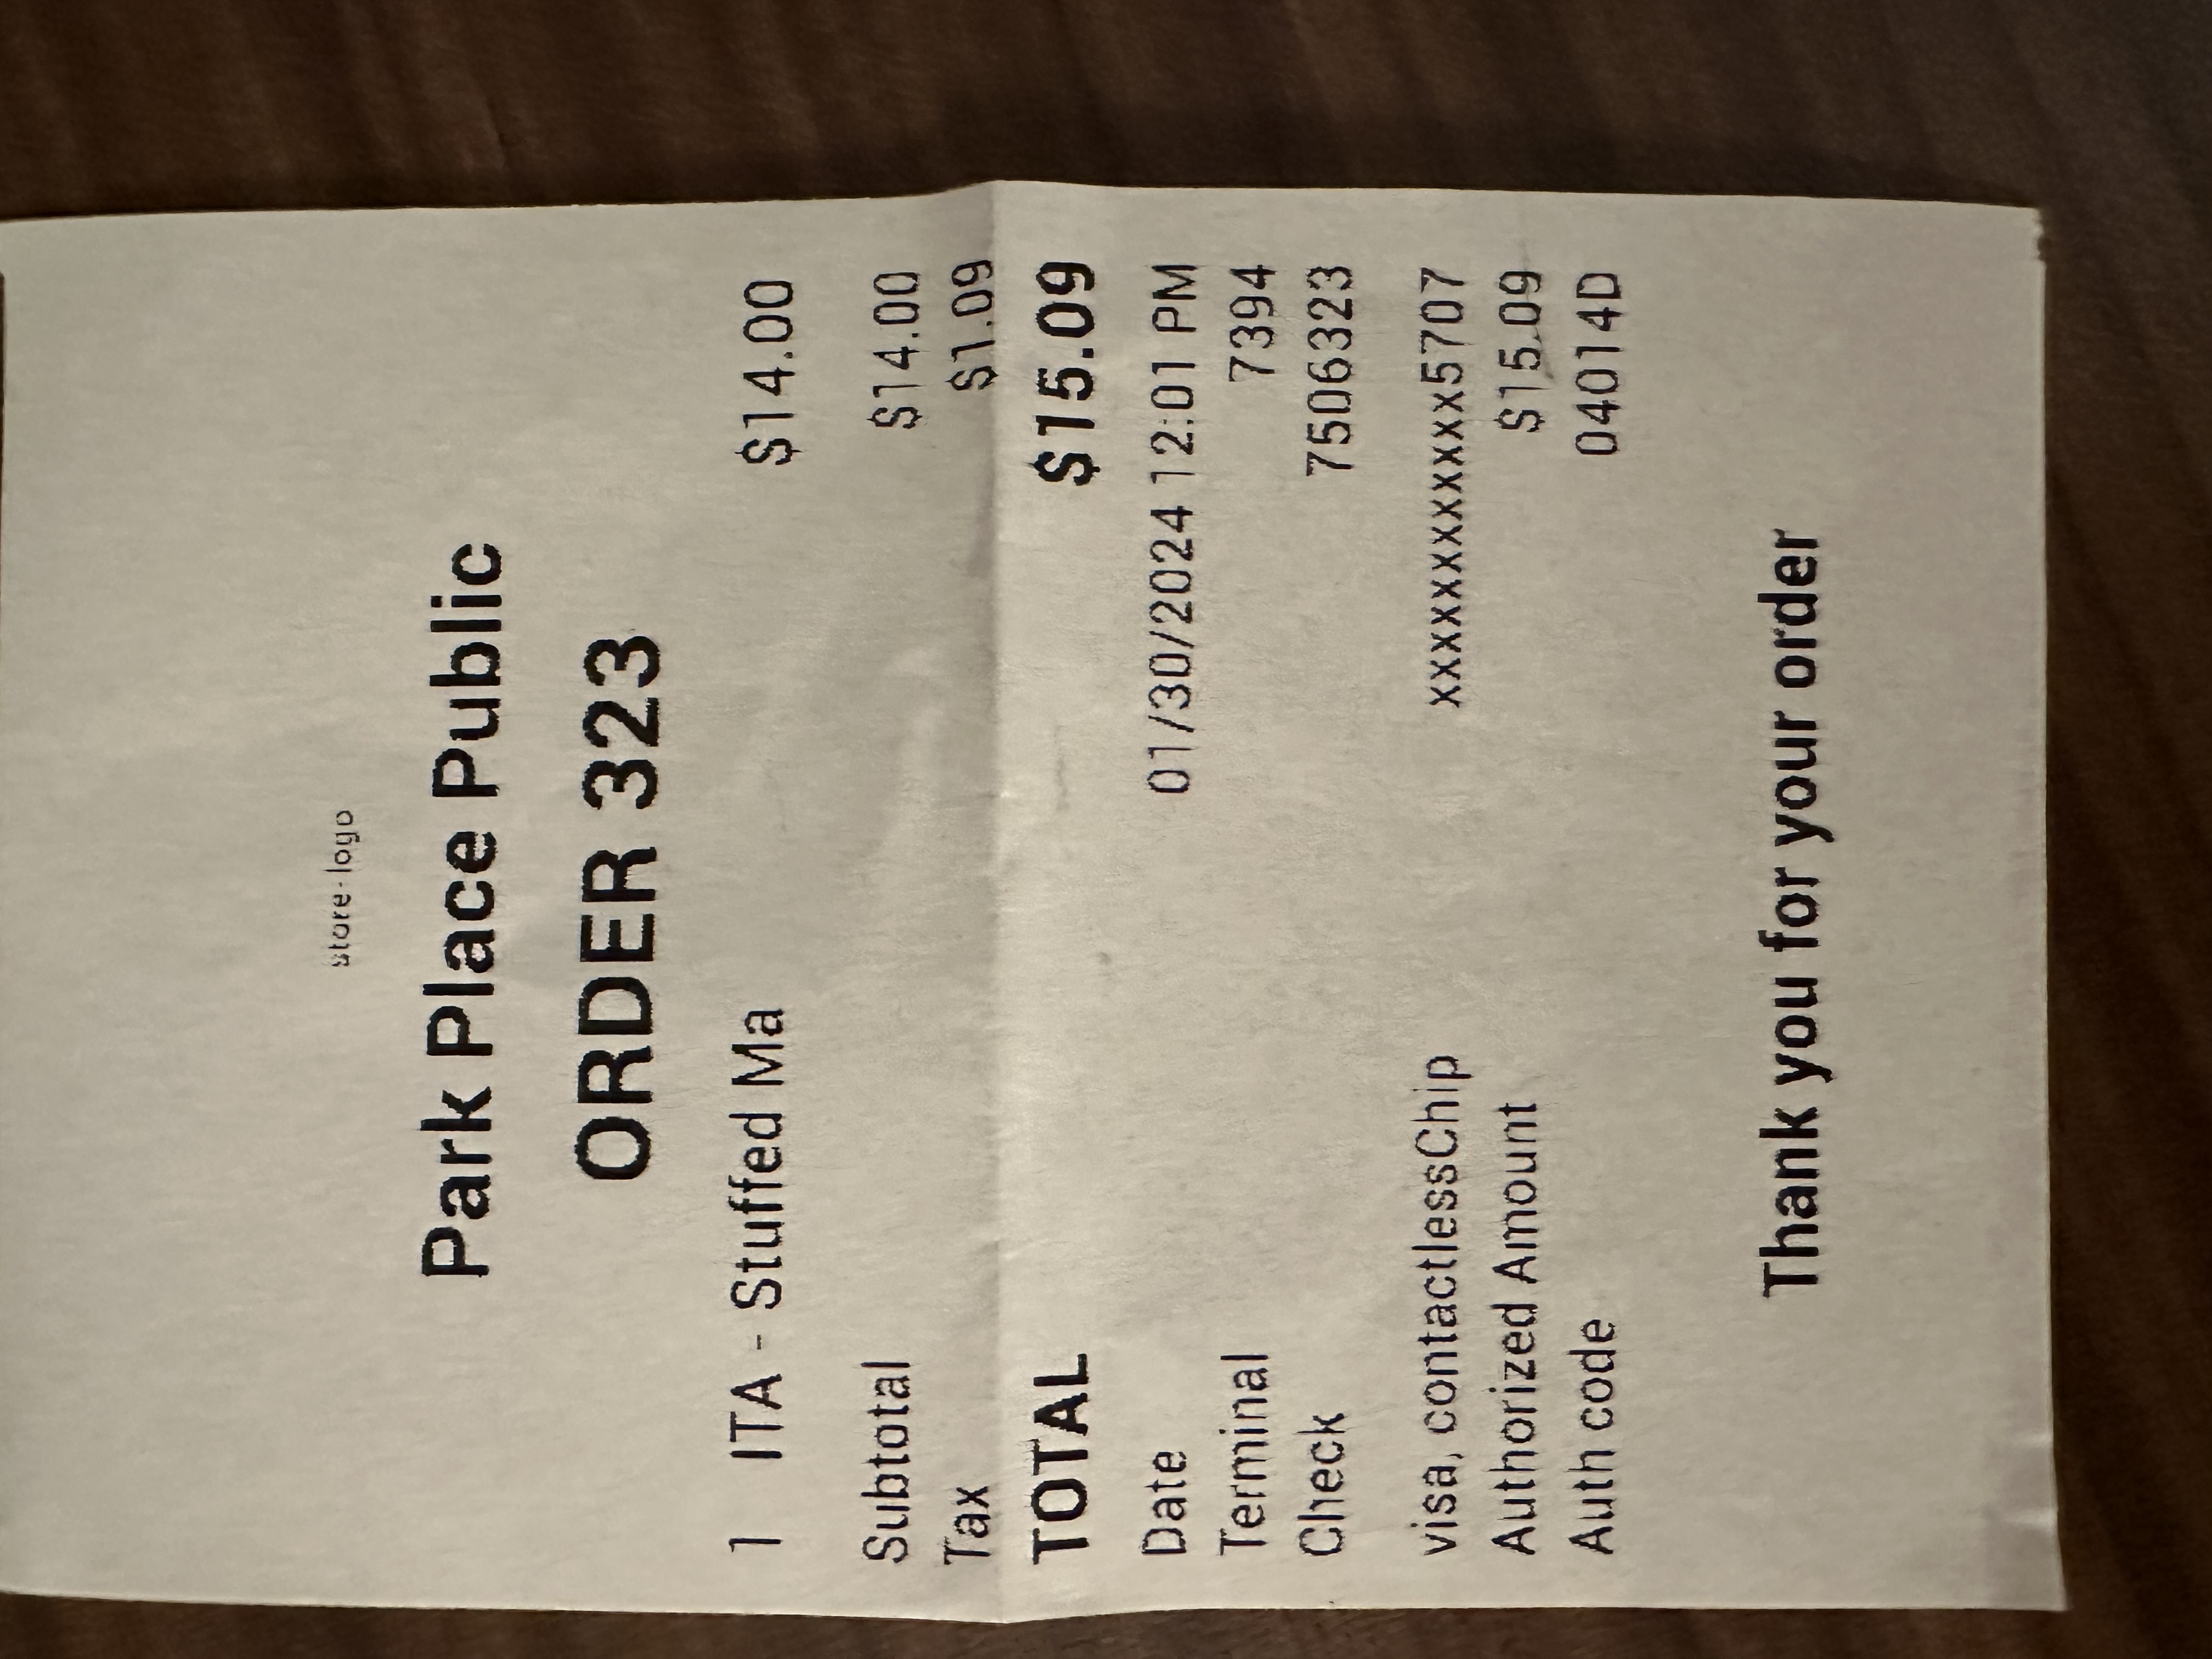 store-logo
Park Place Public
ORDER 323
1 ITA - Stuffed Ma $14.00
Subtotal $14.00
Tax $1.09
TOTAL $15.09
Date 01/30/2024 12:01 PM
Terminal 7394
Check 7506323
visa, contactlessChip xxxxxxxxxxxx5707
Authorized Amount $15.09
Auth code 04014D
Thank you for your order